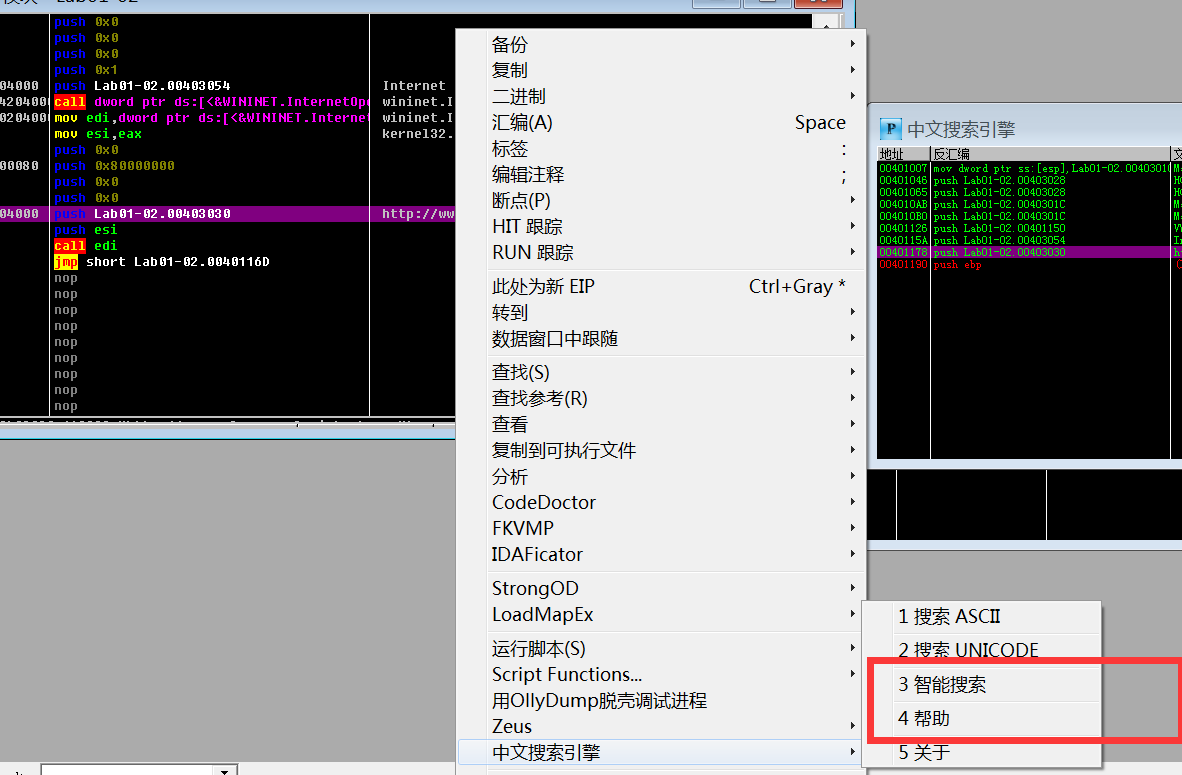 push 0x0
push 0x0
push 0x0
push 0x1
04000 push Lab01-02.00403054 Internet
42040 call dword ptr ds:[<&WININET.InternetOp wininet.I
02040 mov edi,dword ptr ds:[<&WININET.Internet wininet.I
mov esi,eax kernel32.
push 0x0
00080 push 0x80000000
push 0x0
push 0x0
04000 push Lab01-02.00403030 http://ww
push esi
call edi
jmp short Lab01-02.0040116D
nop
nop
nop
nop
nop
nop
nop
nop
nop
备份
复制
二进制
汇编(A) Space
标签 :
编辑注释 ;
断点(P)
HIT 跟踪
RUN 跟踪
此处为新 EIP Ctrl+Gray *
转到
数据窗口中跟随
查找(S)
查找参考(R)
查看
复制到可执行文件
分析
CodeDoctor
FKVMP
IDAFicator
StrongOD
LoadMapEx
运行脚本(S)
Script Functions...
用OllyDump脱壳调试进程
Zeus
中文搜索引擎
1 搜索 ASCII
2 搜索 UNICODE
3 智能搜索
4 帮助
5 关于
P 中文搜索引擎
地址 反汇编
00401007 mov dword ptr ss:[esp],Lab01-02.00403010
00401046 push Lab01-02.00403028
00401065 push Lab01-02.00403028
004010AB push Lab01-02.0040301C
004010B0 push Lab01-02.0040301C
00401126 push Lab01-02.00401150
0040115A push Lab01-02.00403054
00401178 push Lab01-02.00403030
00401190 push ebp